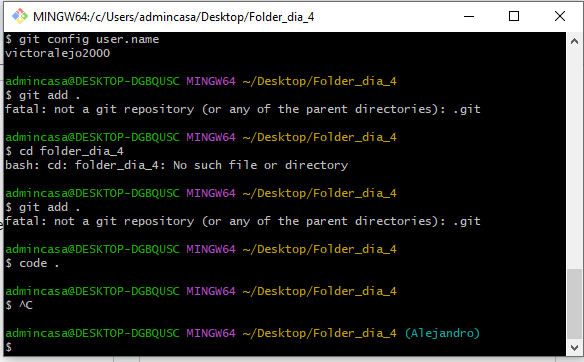 MINGW64:/c/Users/admincasa/Desktop/Folder_dia_4
$ git config user.name
victoralejo2000
admincasa@DESKTOP-DGBQUSC MINGW64 ~/Desktop/Folder_dia_4
$ git add .
fatal: not a git repository (or any of the parent directories): .git
admincasa@DESKTOP-DGBQUSC MINGW64 ~/Desktop/Folder_dia_4
$ cd folder_dia_4
bash: cd: folder_dia_4: No such file or directory
admincasa@DESKTOP-DGBQUSC MINGW64 ~/Desktop/Folder_dia_4
$ git add .
fatal: not a git repository (or any of the parent directories): .git
admincasa@DESKTOP-DGBQUSC MINGW64 ~/Desktop/Folder_dia_4
$ code .
admincasa@DESKTOP-DGBQUSC MINGW64 ~/Desktop/Folder_dia_4
$ ^C
admincasa@DESKTOP-DGBQUSC MINGW64 ~/Desktop/Folder_dia_4 (Alejandro)
$